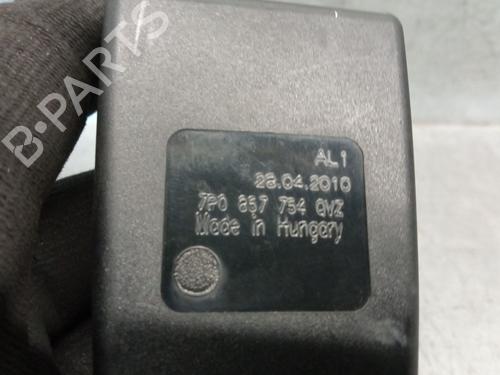 B-PARTS
AL1
28.04.2010
7P0 857 754 QVZ
Made in Hungary